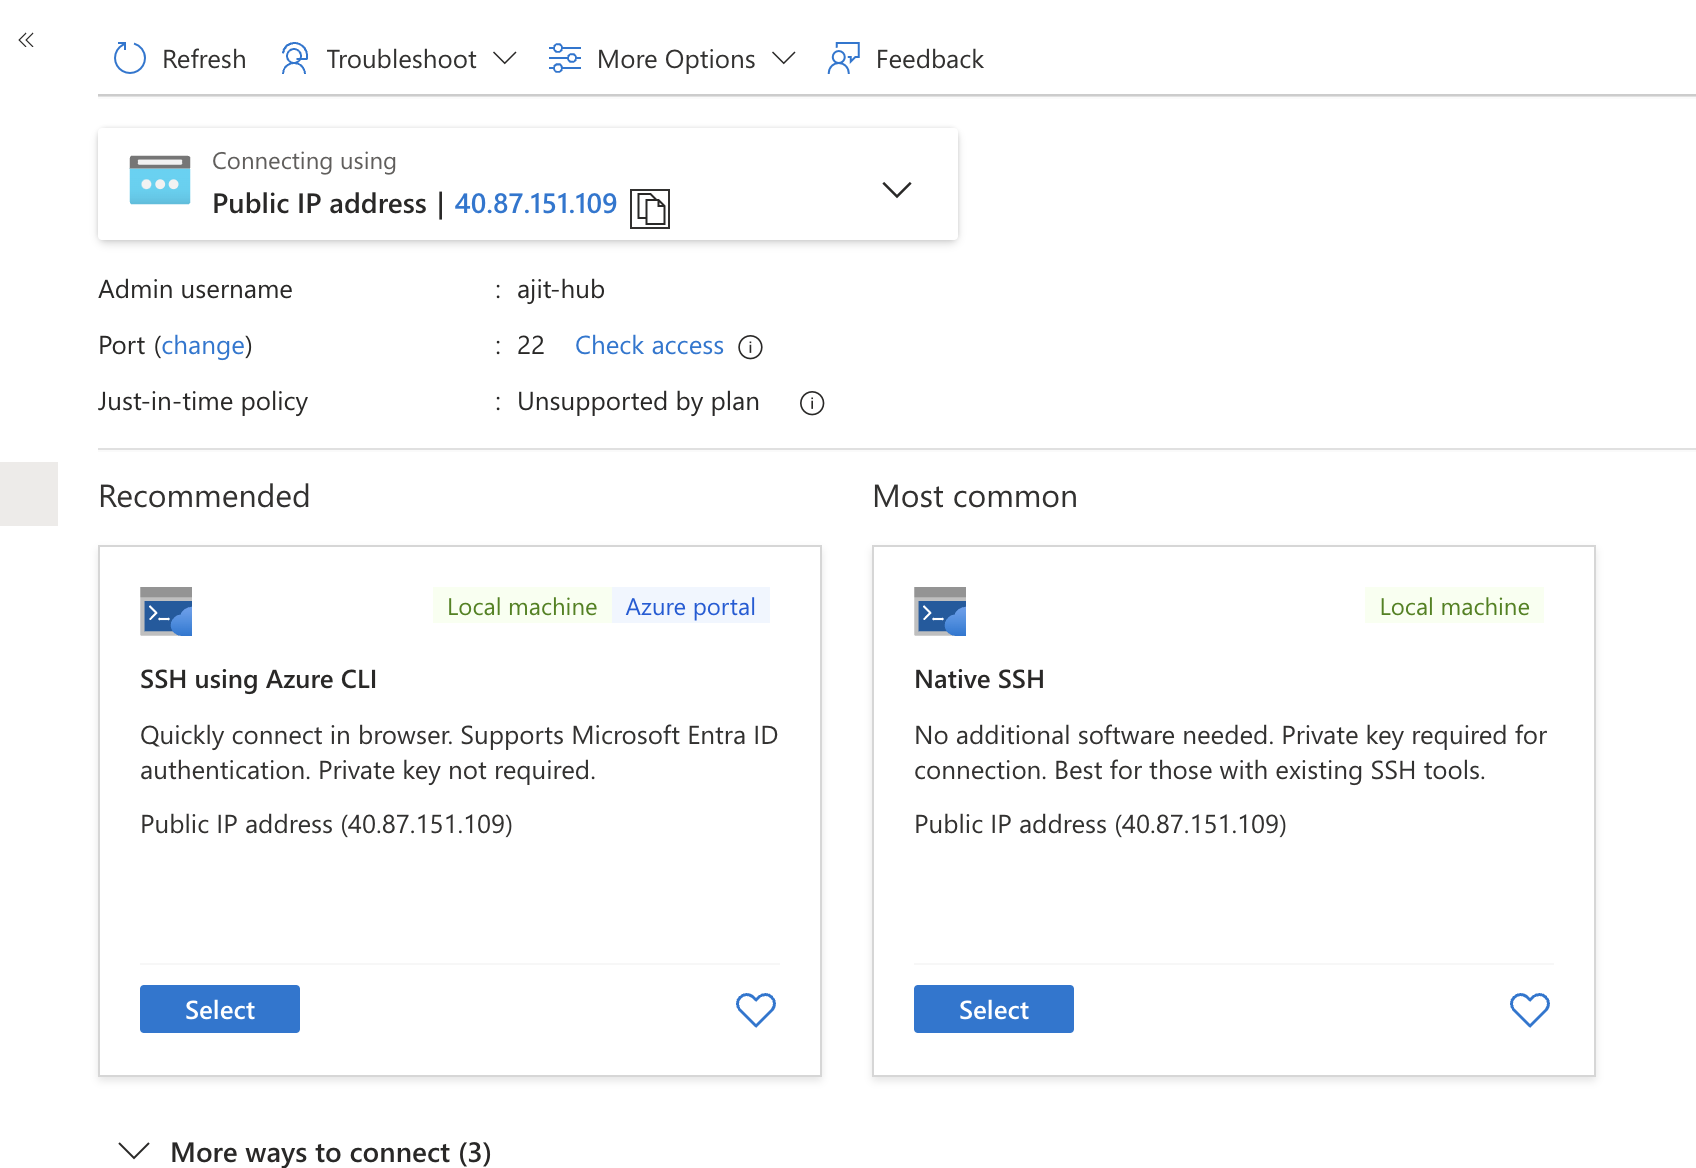 Refresh Troubleshoot More Options Feedback
Connecting using
Public IP address | 40.87.151.109
Admin username : ajit-hub
Port (change) : 22 Check access
Just-in-time policy : Unsupported by plan
Recommended
Local machine Azure portal
SSH using Azure CLI
Quickly connect in browser. Supports Microsoft Entra ID
authentication. Private key not required.
Public IP address (40.87.151.109)
Select
Most common
Local machine
Native SSH
No additional software needed. Private key required for
connection. Best for those with existing SSH tools.
Public IP address (40.87.151.109)
Select
More ways to connect (3)